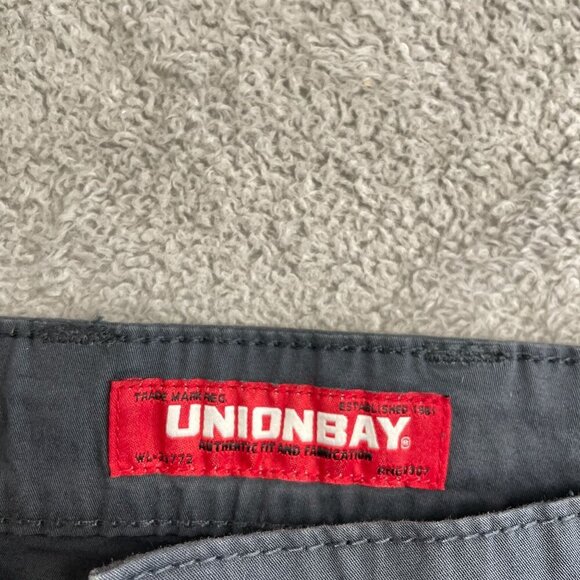 TRADE MARK REG. ESTABLISHED 1981
UNIONBAY®
AUTHENTIC FIT AND FABRICATION